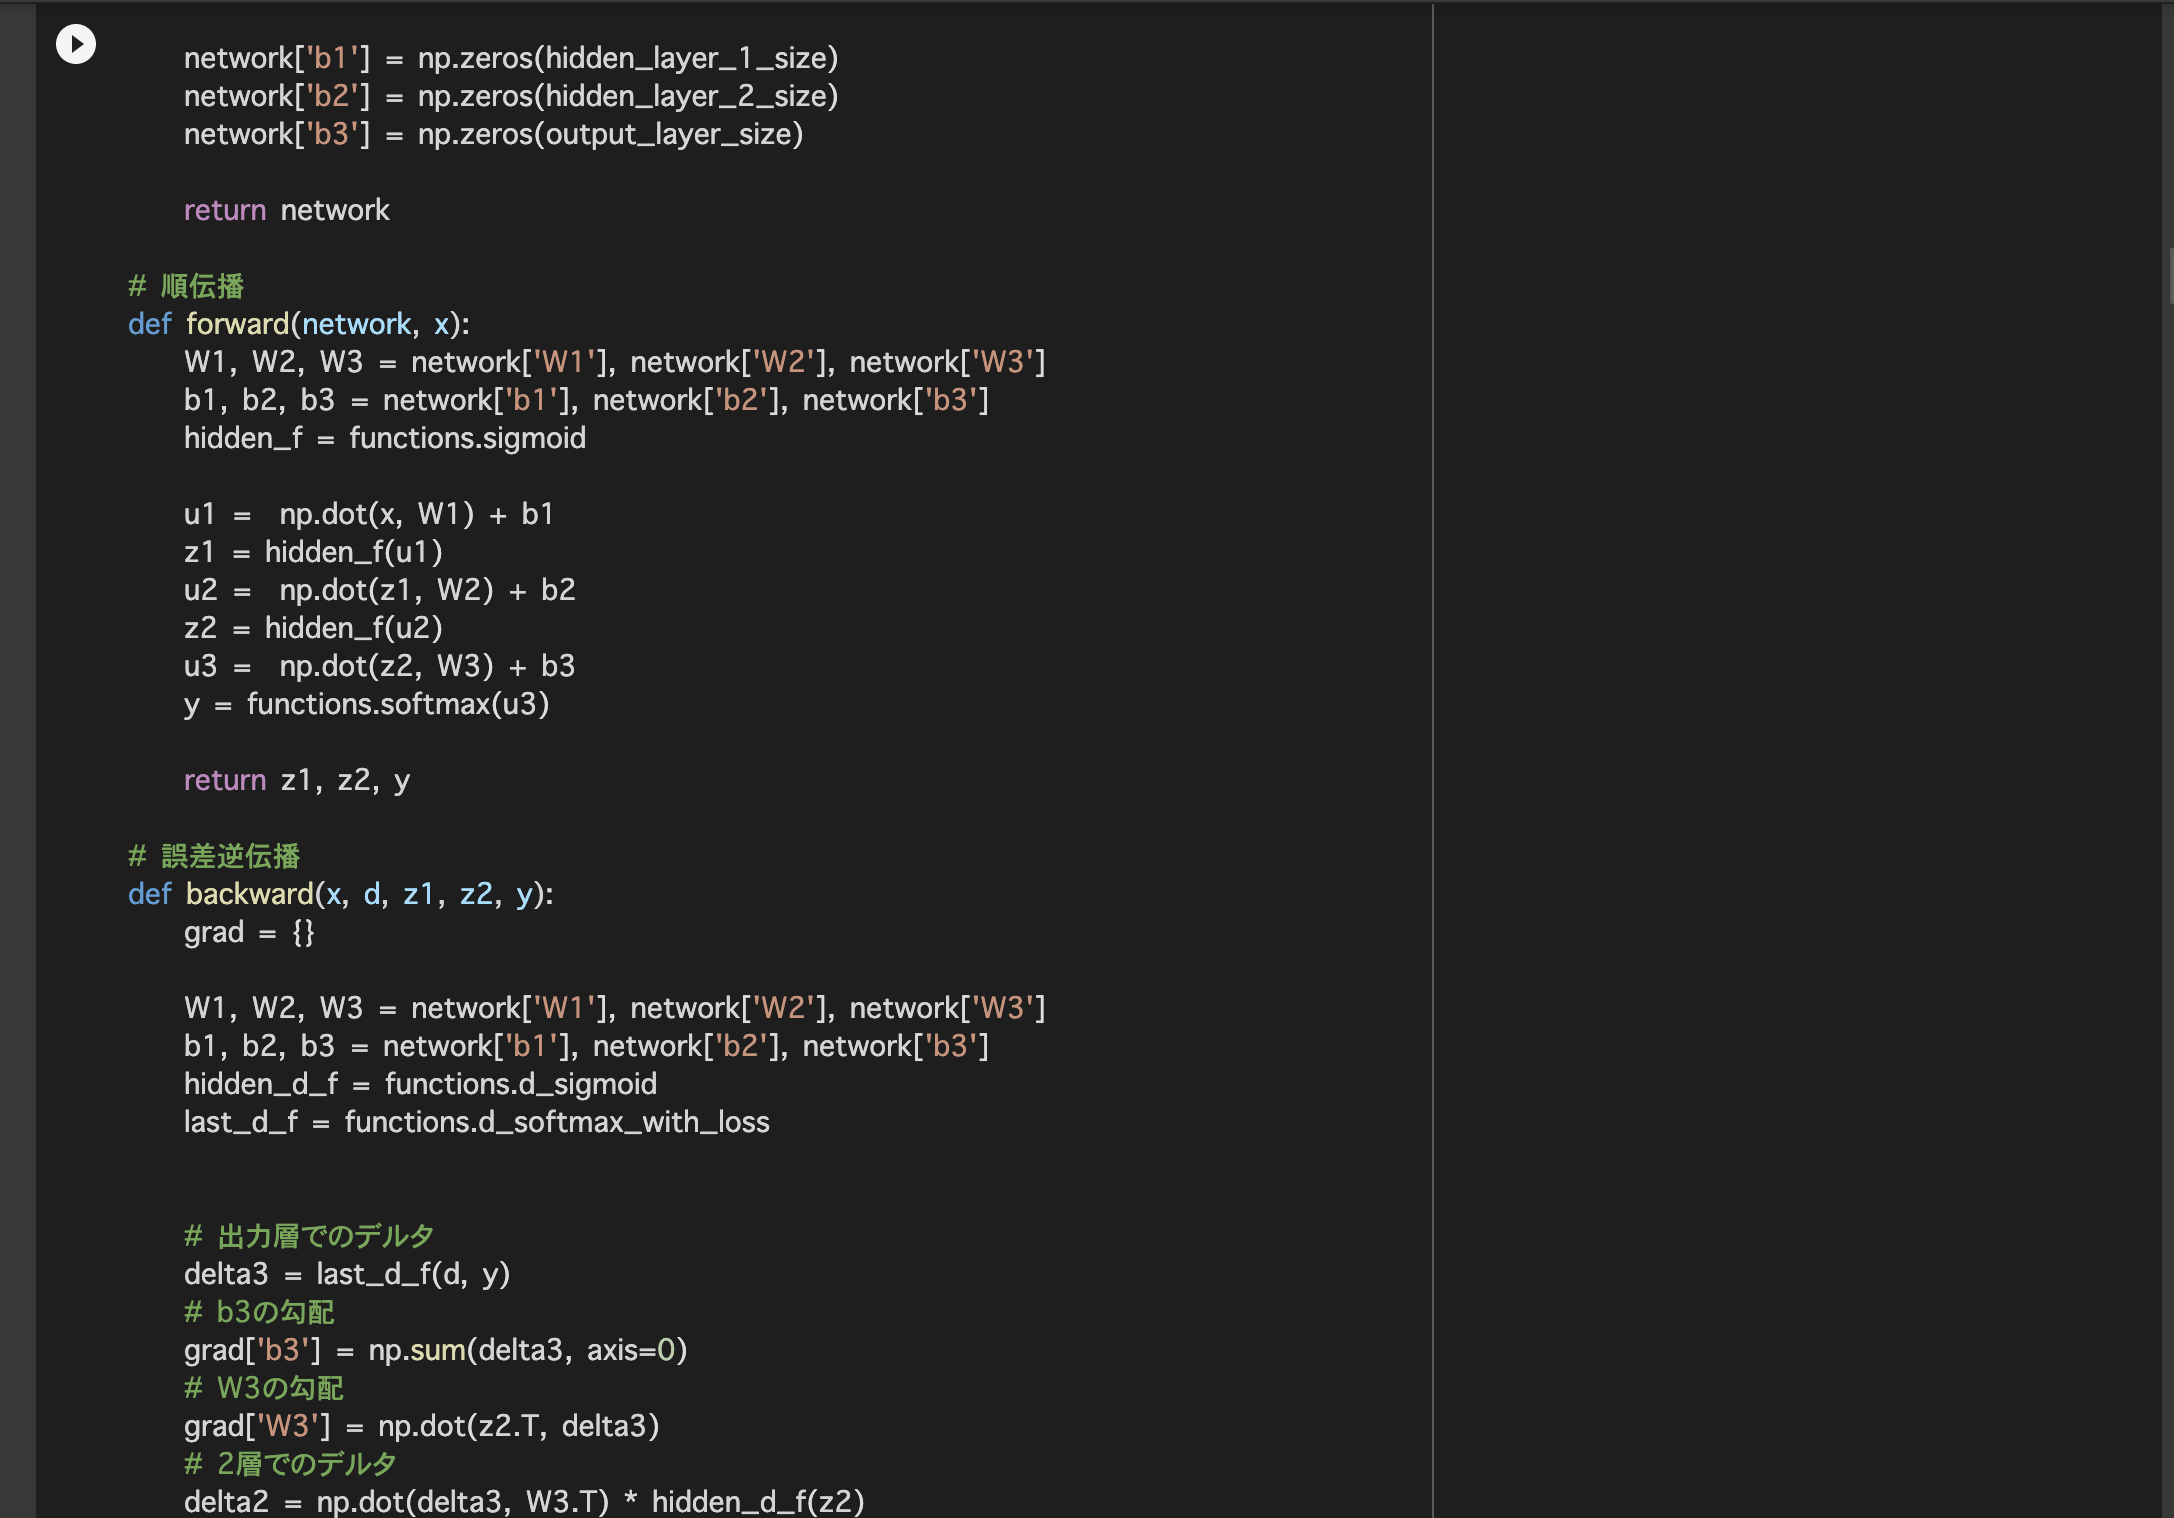 network['b1'] = np.zeros(hidden_layer_1_size)
network['b2'] = np.zeros(hidden_layer_2_size)
network['b3'] = np.zeros(output_layer_size)
return network
# 順伝播
def forward(network, x):
W1, W2, W3 = network['W1'], network['W2'], network['W3']
b1, b2, b3 = network['b1'], network['b2'], network['b3']
hidden_f = functions.sigmoid
u1 =  np.dot(x, W1) + b1
z1 = hidden_f(u1)
u2 =  np.dot(z1, W2) + b2
z2 = hidden_f(u2)
u3 =  np.dot(z2, W3) + b3
y = functions.softmax(u3)
return z1, z2, y
# 誤差逆伝播
def backward(x, d, z1, z2, y):
grad = {}
W1, W2, W3 = network['W1'], network['W2'], network['W3']
b1, b2, b3 = network['b1'], network['b2'], network['b3']
hidden_d_f = functions.d_sigmoid
last_d_f = functions.d_softmax_with_loss
# 出力層でのデルタ
delta3 = last_d_f(d, y)
# b3の勾配
grad['b3'] = np.sum(delta3, axis=0)
# W3の勾配
grad['W3'] = np.dot(z2.T, delta3)
# 2層でのデルタ
delta2 = np.dot(delta3, W3.T) * hidden_d_f(z2)